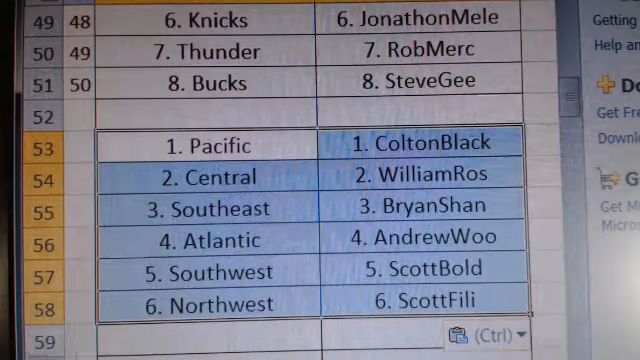 49 48 6. Knicks 6. JonathonMele
50 49 7. Thunder 7. RobMerc
51 50 8. Bucks 8. SteveGee
52
53 1. Pacific 1. ColtonBlack
54 2. Central 2. WilliamRos
55 3. Southeast 3. BryanShan
56 4. Atlantic 4. AndrewWoo
57 5. Southwest 5. ScottBold
58 6. Northwest 6. ScottFili
59
(Ctrl)
Getting
Help an
Do
Get Fre
Downl
G
Get M
Micros